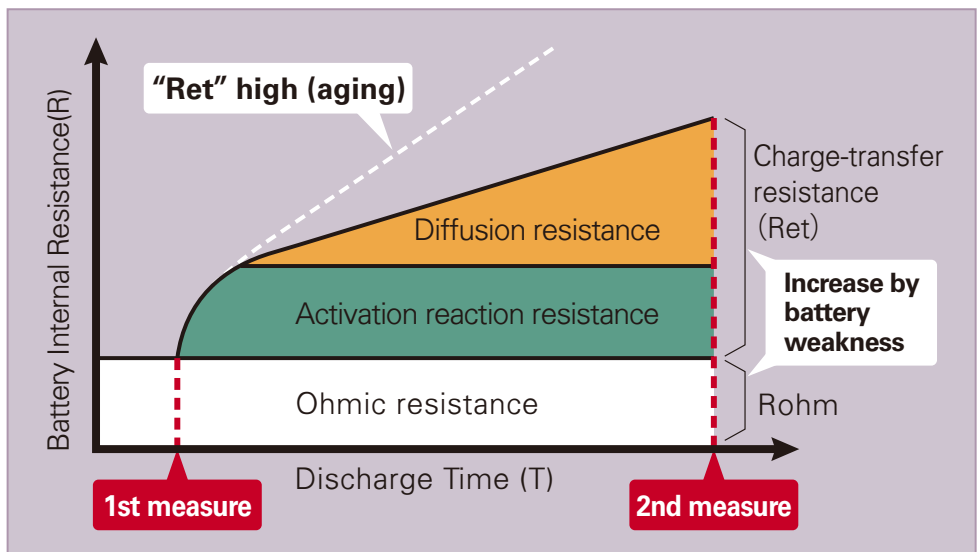 Battery Internal Resistance(R)
“Ret” high (aging)
Diffusion resistance
Activation reaction resistance
Ohmic resistance
Charge-transfer
resistance
(Ret)
Increase by
battery
weakness
Rohm
Discharge Time (T)
1st measure
2nd measure